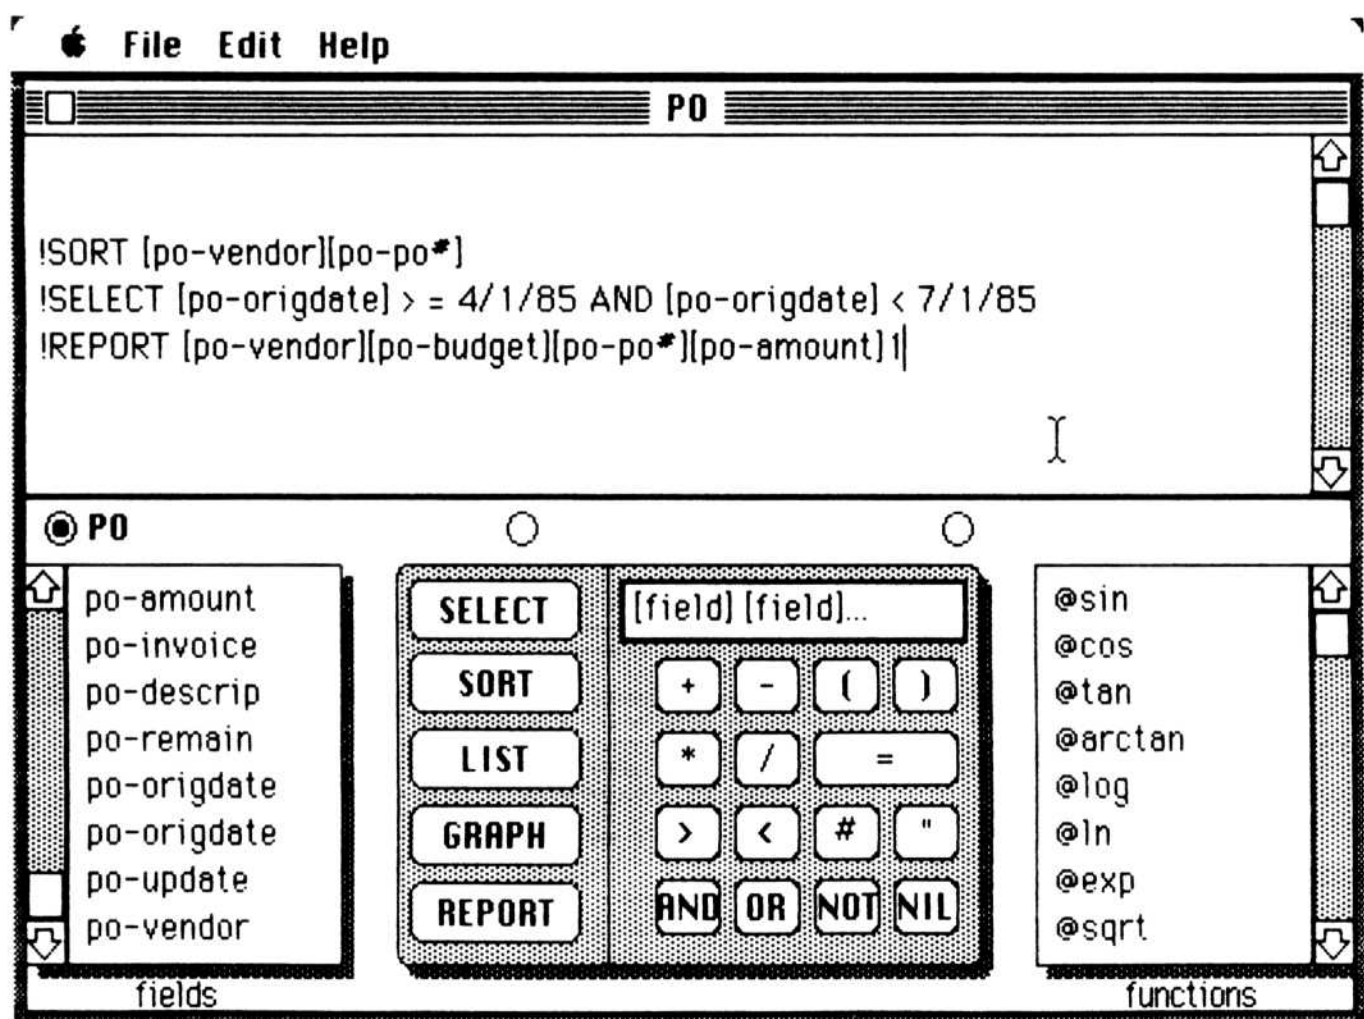 File Edit Help
PO
!SORT [po-vendor][po-po#]
!SELECT [po-origdate] > = 4/1/85 AND [po-origdate] < 7/1/85
!REPORT [po-vendor][po-budget][po-po#][po-amount]1
PO
po-amount
po-invoice
po-descrip
po-remain
po-origdate
po-origdate
po-update
po-vendor
fields
SELECT
SORT
LIST
GRAPH
REPORT
[field] [field]...
+ - ( )
* / =
> < # "
AND OR NOT NIL
@sin
@cos
@tan
@arctan
@log
@ln
@exp
@sqrt
functions